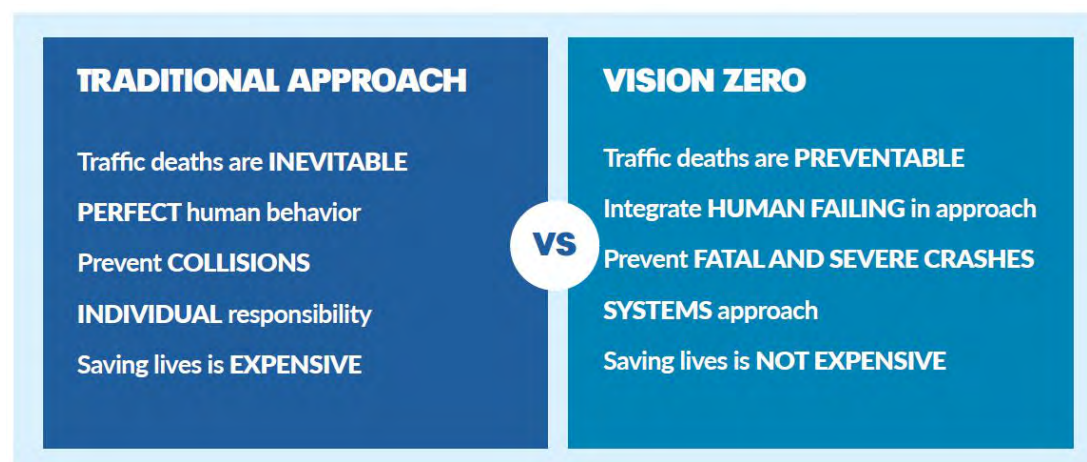 TRADITIONAL APPROACH
Traffic deaths are INEVITABLE
PERFECT human behavior
Prevent COLLISIONS
INDIVIDUAL responsibility
Saving lives is EXPENSIVE
VS
VISION ZERO
Traffic deaths are PREVENTABLE
Integrate HUMAN FAILING in approach
Prevent FATAL AND SEVERE CRASHES
SYSTEMS approach
Saving lives is NOT EXPENSIVE